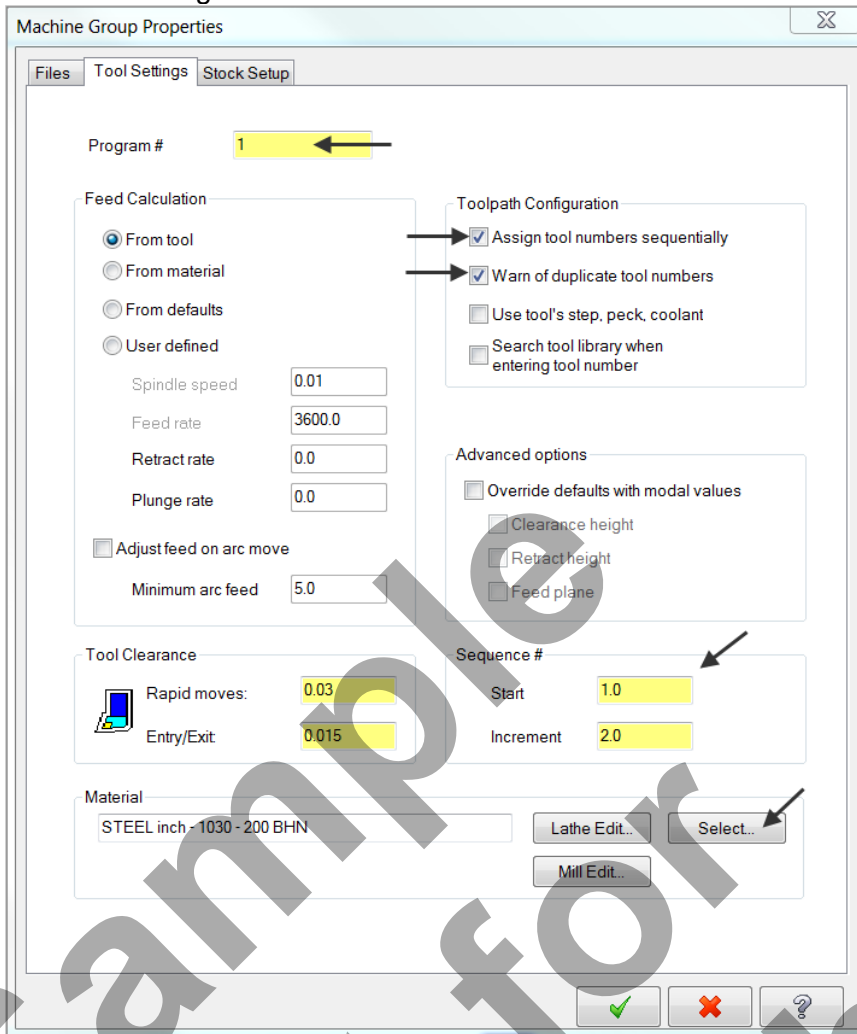 Machine Group Properties
Files Tool Settings Stock Setup
Program # 1
Feed Calculation
From tool
From material
From defaults
User defined
Spindle speed 0.01
Feed rate 3600.0
Retract rate 0.0
Plunge rate 0.0
Adjust feed on arc move
Minimum arc feed 5.0
Toolpath Configuration
Assign tool numbers sequentially
Warn of duplicate tool numbers
Use tool's step, peck, coolant
Search tool library when
entering tool number
Advanced options
Override defaults with modal values
Clearance height
Retract height
Feed plane
Tool Clearance
Rapid moves: 0.03
Entry/Exit: 0.015
Sequence #
Start 1.0
Increment 2.0
Material
STEEL inch - 1030 - 200 BHN
Lathe Edit... Select...
Mill Edit...
ample
for